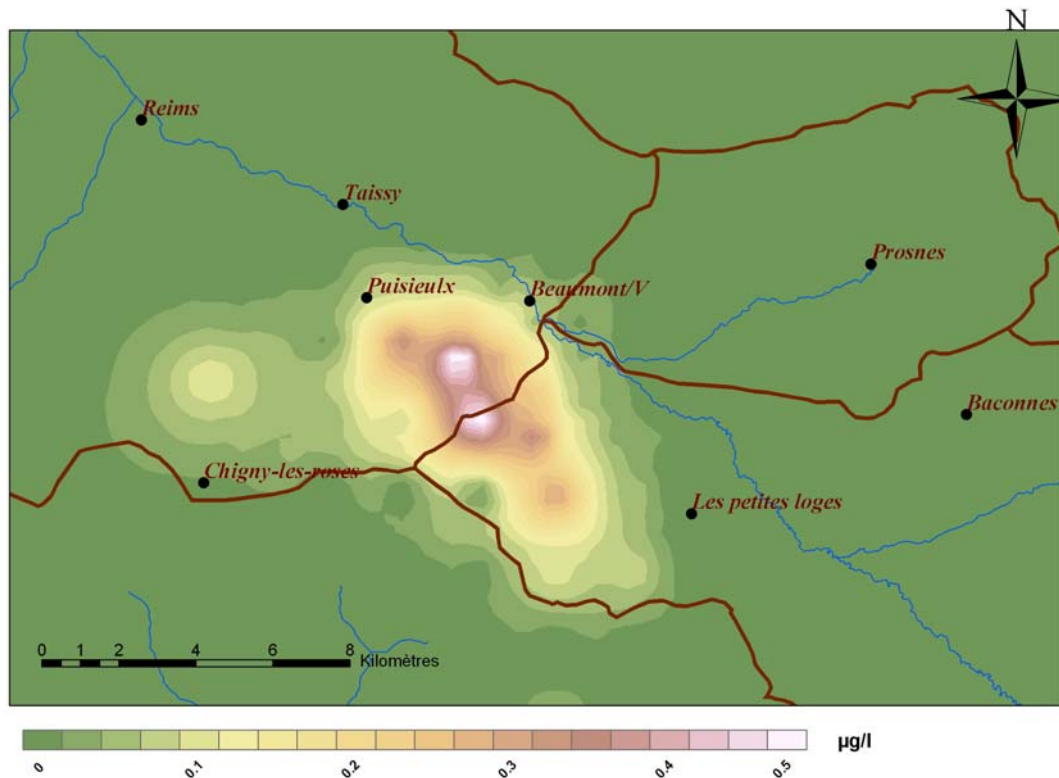 N
Reims
Taissy
Prosnes
Puisieulx
Beaumont/V
Baconnes
Chigny-les-roses
Les petites loges
0 1 2 4 6 8
Kilomètres
µg/l
0 0.1 0.2 0.3 0.4 0.5